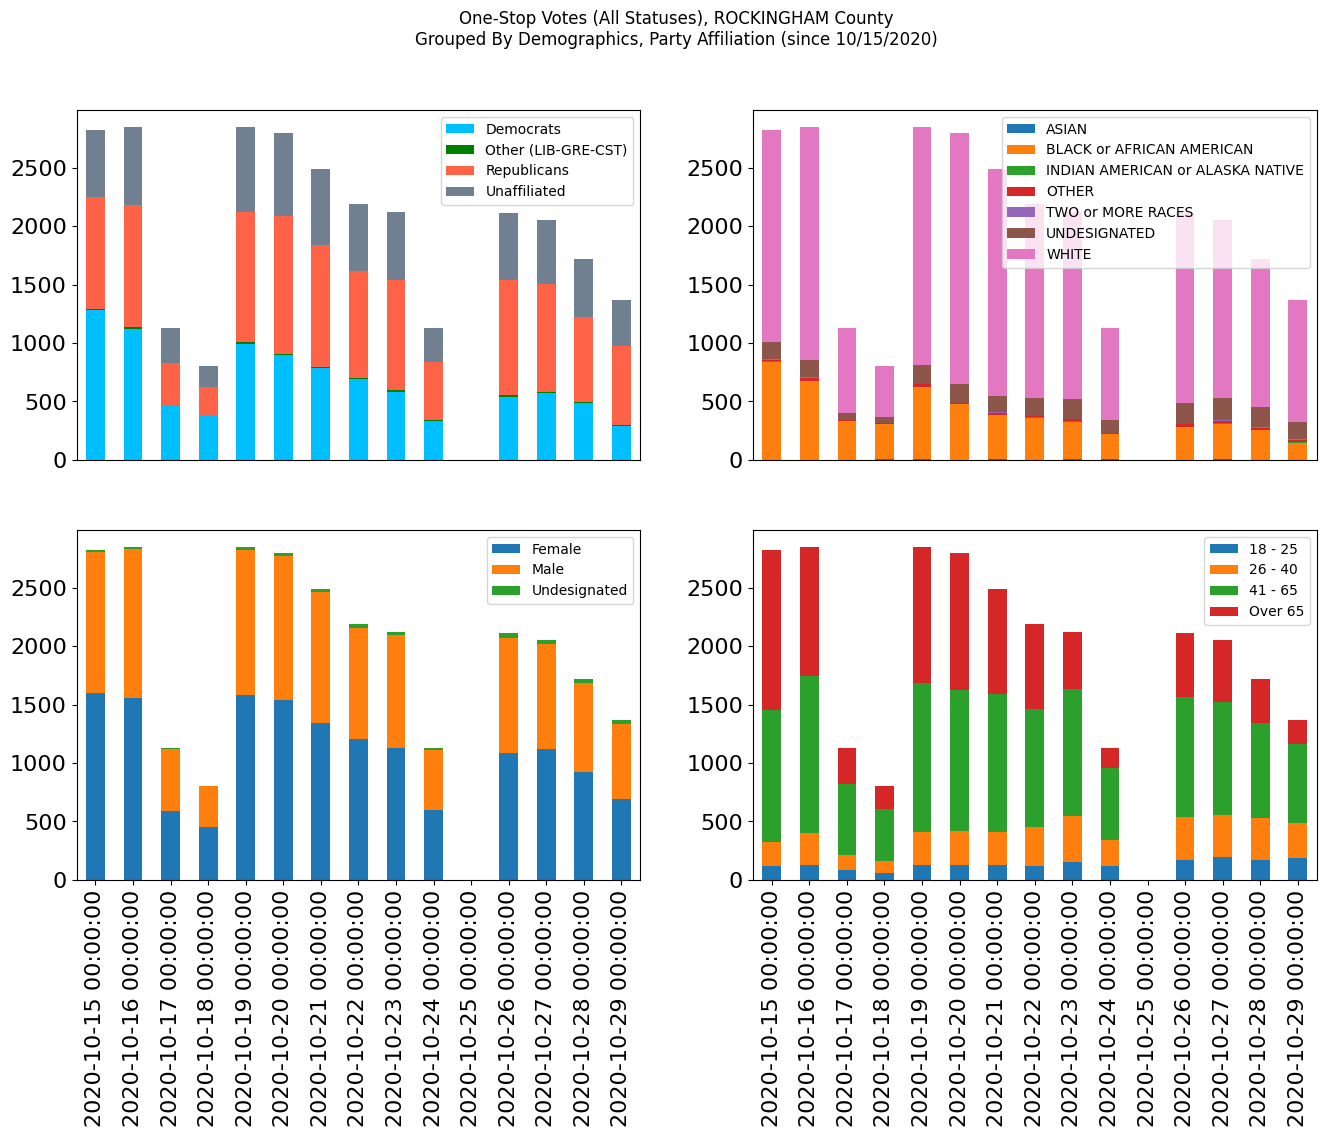 One-Stop Votes (All Statuses), ROCKINGHAM County
Grouped By Demographics, Party Affiliation (since 10/15/2020)
2500
2000
1500
1000
500
0
Democrats
Other (LIB-GRE-CST)
Republicans
Unaffiliated
2500
2000
1500
1000
500
0
ASIAN
BLACK or AFRICAN AMERICAN
INDIAN AMERICAN or ALASKA NATIVE
OTHER
TWO or MORE RACES
UNDESIGNATED
WHITE
2500
2000
1500
1000
500
0
Female
Male
Undesignated
2020-10-15 00:00:00
2020-10-16 00:00:00
2020-10-17 00:00:00
2020-10-18 00:00:00
2020-10-19 00:00:00
2020-10-20 00:00:00
2020-10-21 00:00:00
2020-10-22 00:00:00
2020-10-23 00:00:00
2020-10-24 00:00:00
2020-10-25 00:00:00
2020-10-26 00:00:00
2020-10-27 00:00:00
2020-10-28 00:00:00
2020-10-29 00:00:00
2500
2000
1500
1000
500
0
18 - 25
26 - 40
41 - 65
Over 65
2020-10-15 00:00:00
2020-10-16 00:00:00
2020-10-17 00:00:00
2020-10-18 00:00:00
2020-10-19 00:00:00
2020-10-20 00:00:00
2020-10-21 00:00:00
2020-10-22 00:00:00
2020-10-23 00:00:00
2020-10-24 00:00:00
2020-10-25 00:00:00
2020-10-26 00:00:00
2020-10-27 00:00:00
2020-10-28 00:00:00
2020-10-29 00:00:00